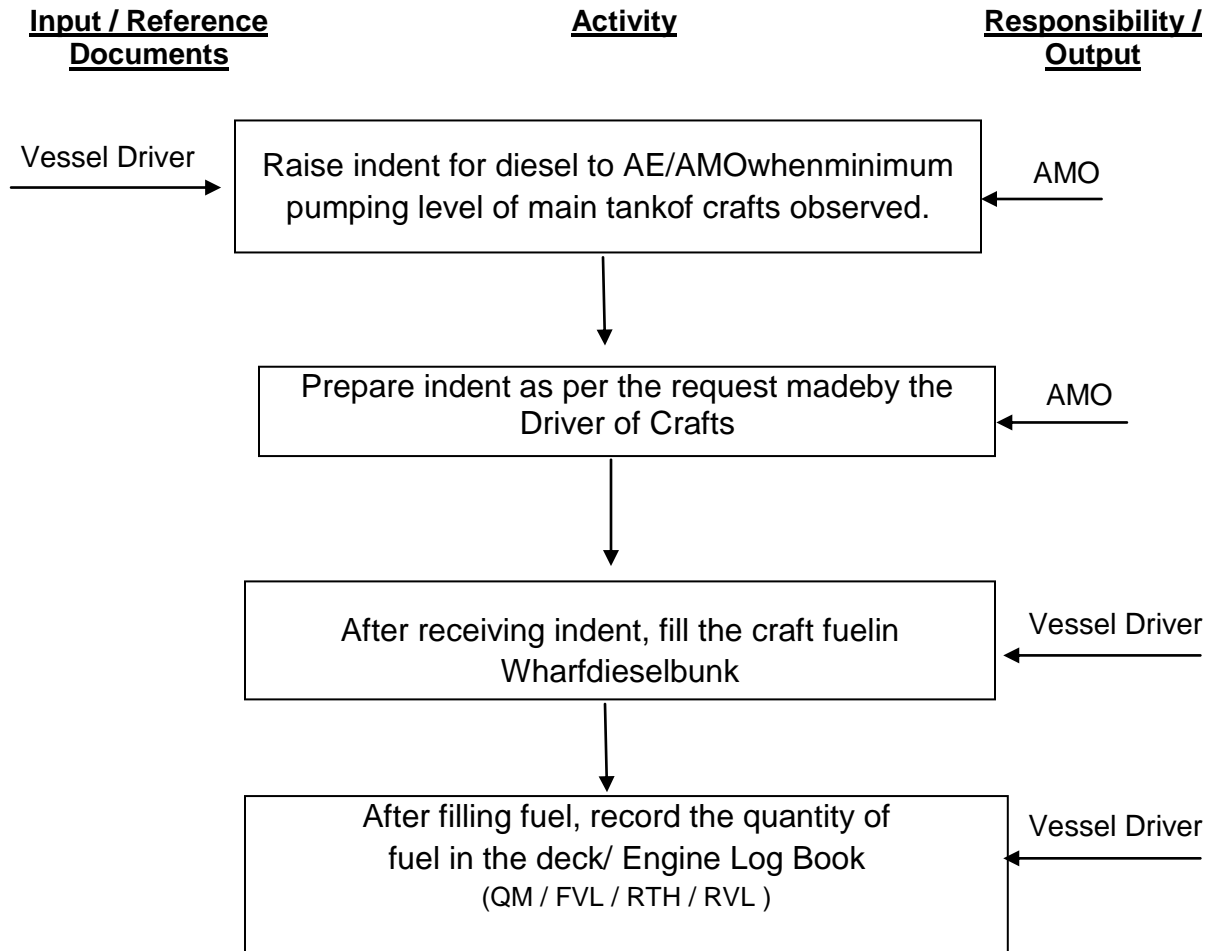 Input / Reference
Documents
Activity
Responsibility /
Output
Vessel Driver
Raise indent for diesel to AE/AMOwhenminimum
pumping level of main tankof crafts observed.
AMO
Prepare indent as per the request madeby the
Driver of Crafts
AMO
After receiving indent, fill the craft fuelin
Wharfdieselbunk
Vessel Driver
After filling fuel, record the quantity of
fuel in the deck/ Engine Log Book
(QM / FVL / RTH / RVL )
Vessel Driver